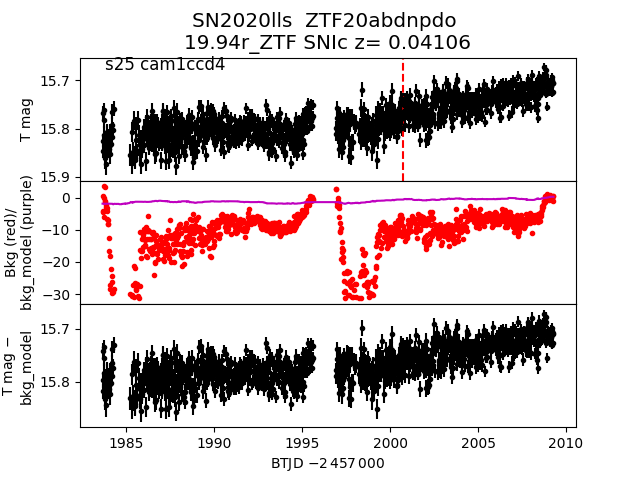 SN2020lls  ZTF20abdnpdo
19.94r_ZTF SNIc z= 0.04106
s25 cam1ccd4
T mag
15.7
15.8
15.9
Bkg (red)/
bkg_model (purple)
0
−10
−20
−30
T mag −
bkg_model
15.7
15.8
1985
1990
1995
2000
2005
2010
BTJD −2 457 000